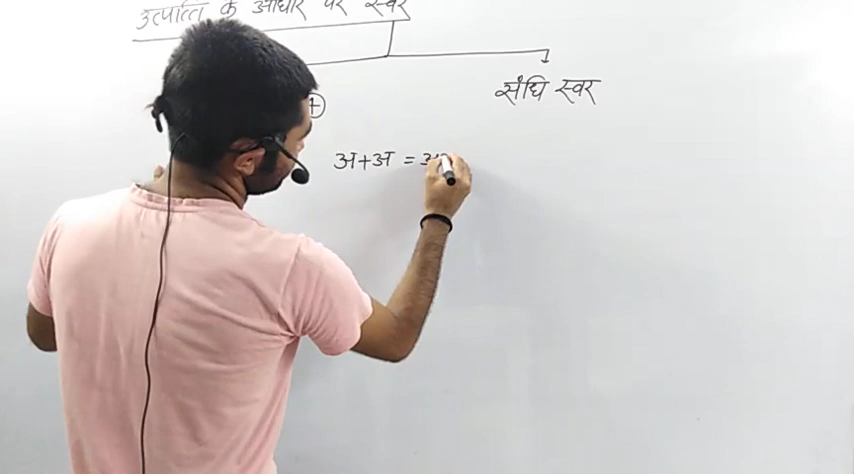 उत्पत्ति के आधार पर स्वर
संधि स्वर
अ+अ =